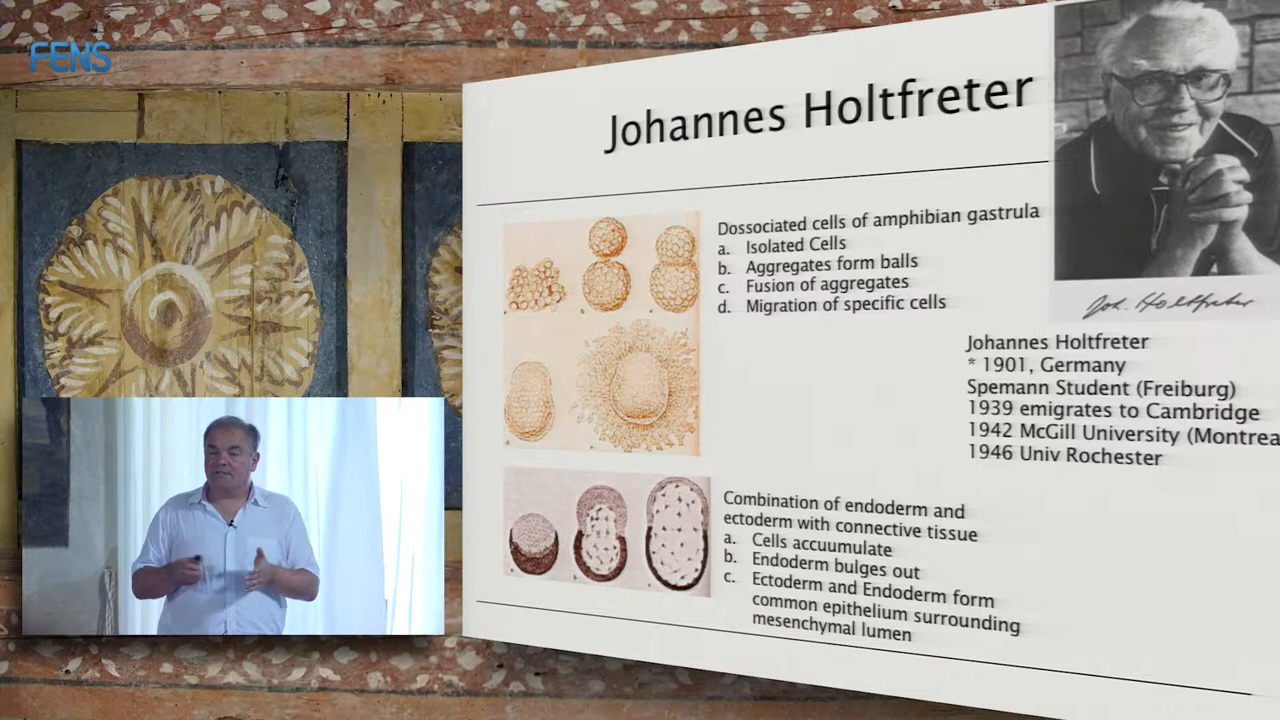 FENS
Johannes Holtfreter
Dossociated cells of amphibian gastrula
a. Isolated Cells
b. Aggregates form balls
c. Fusion of aggregates
d. Migration of specific cells
Joh. Holtfreter
Johannes Holtfreter
* 1901, Germany
Spemann Student (Freiburg)
1939 emigrates to Cambridge
1942 McGill University (Montrea
1946 Univ Rochester
Combination of endoderm and
ectoderm with connective tissue
a. Cells accuumulate
b. Endoderm bulges out
c. Ectoderm and Endoderm form
common epithelium surrounding
mesenchymal lumen